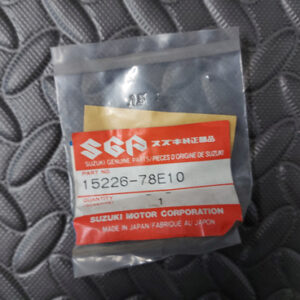 SGP スズキ純正部品
SUZUKI GENUINE PARTS/PIECES D'ORIGINE DE SUZUKI
PART NO.
15226-78E10
QUANTITY
1
SUZUKI MOTOR CORPORATION
MADE IN JAPAN FABRIQUÉ AU JAPON